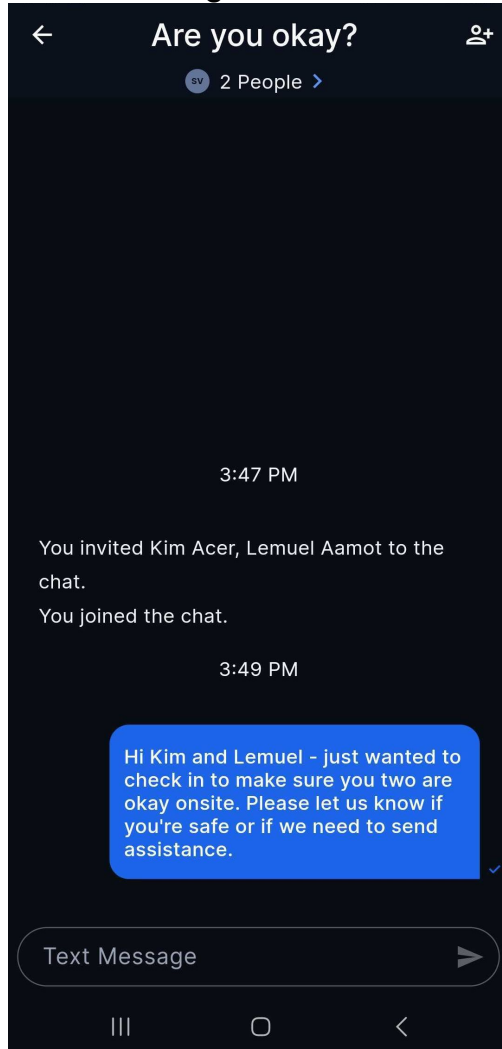 Are you okay?
SV 2 People >
3:47 PM
You invited Kim Acer, Lemuel Aamot to the
chat.
You joined the chat.
3:49 PM
Hi Kim and Lemuel - just wanted to
check in to make sure you two are
okay onsite. Please let us know if
you're safe or if we need to send
assistance.
Text Message